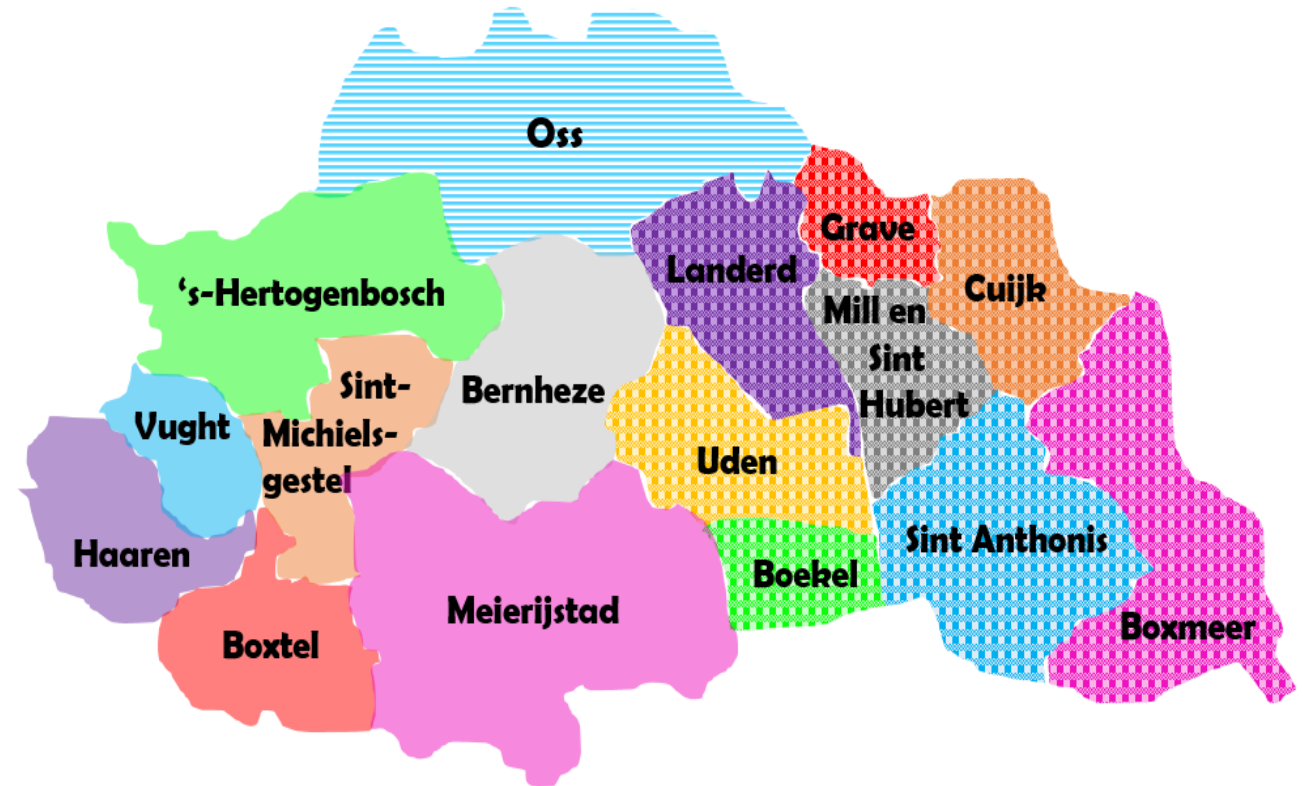 Oss
Grave
Landerd
Cuijk
‘s-Hertogenbosch
Mill en
Sint
Hubert
Sint-
Michiels-
gestel
Bernheze
Vught
Uden
Haaren
Sint Anthonis
Boekel
Meierijstad
Boxmeer
Boxtel